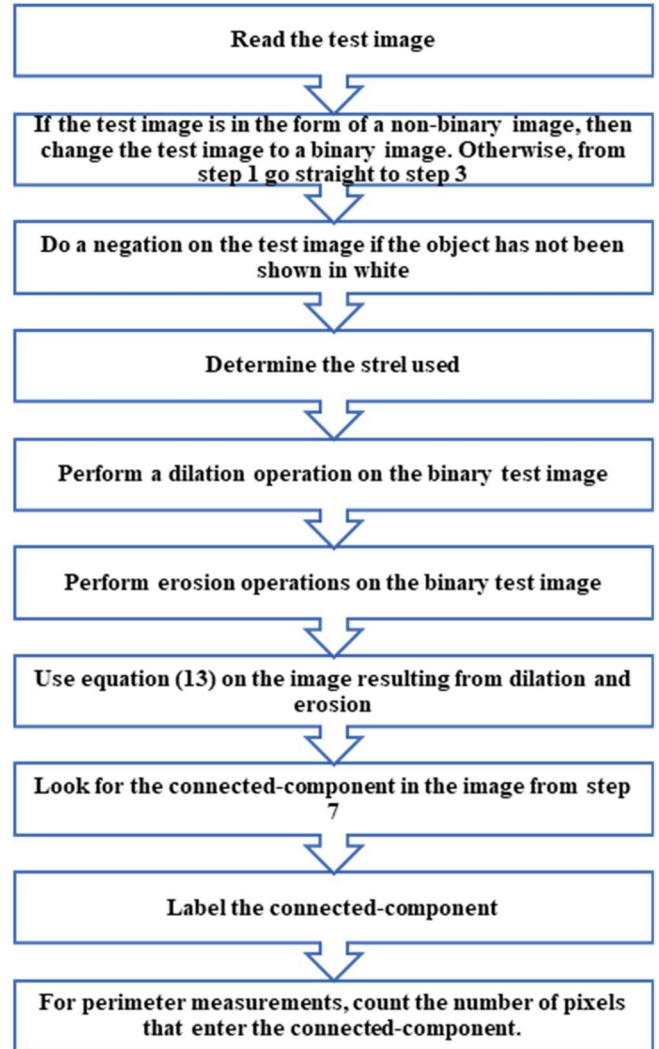 Read the test image
If the test image is in the form of a non-binary image, then
change the test image to a binary image. Otherwise, from
step 1 go straight to step 3
Do a negation on the test image if the object has not been
shown in white
Determine the strel used
Perform a dilation operation on the binary test image
Perform erosion operations on the binary test image
Use equation (13) on the image resulting from dilation and
erosion
Look for the connected-component in the image from step
7
Label the connected-component
For perimeter measurements, count the number of pixels
that enter the connected-component.